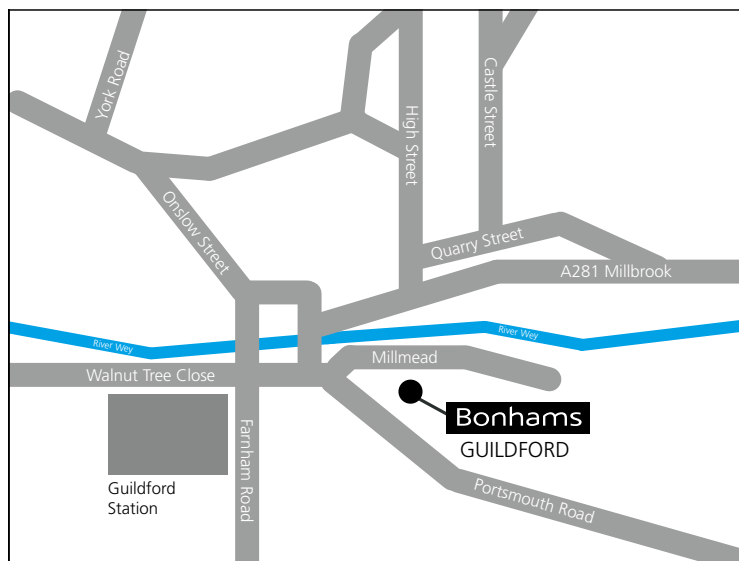 York Road
Castle Street
High Street
Onslow Street
Quarry Street
A281 Millbrook
River Wey
River Wey
Millmead
Walnut Tree Close
Bonhams
GUILDFORD
Farnham Road
Guildford
Station
Portsmouth Road